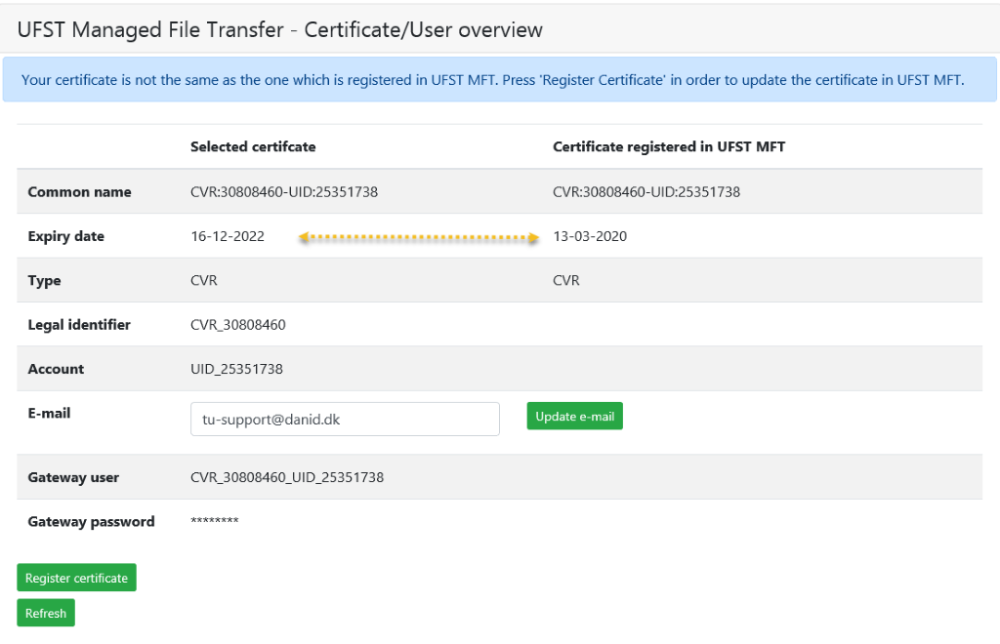 UFST Managed File Transfer - Certificate/User overview
Your certificate is not the same as the one which is registered in UFST MFT. Press 'Register Certificate' in order to update the certificate in UFST MFT.
Selected certifcate Certificate registered in UFST MFT
Common name CVR:30808460-UID:25351738 CVR:30808460-UID:25351738
Expiry date 16-12-2022 13-03-2020
Type CVR CVR
Legal identifier CVR_30808460
Account UID_25351738
E-mail tu-support@danid.dk Update e-mail
Gateway user CVR_30808460_UID_25351738
Gateway password ********
Register certificate
Refresh